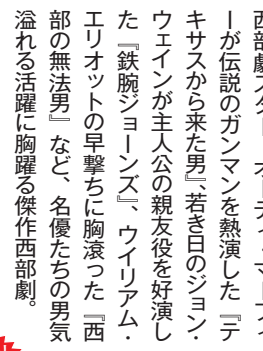 西部劇スター、オーディ・マーフィ
ーが伝説のガンマンを熱演した『テ
キサスから来た男』、若き日のジョン・
ウェインが主人公の親友役を好演し
た『鉄腕ジョーンズ』、ウイリアム・
エリオットの早撃ちに胸滾った『西
部の無法男』など、名優たちの男気
溢れる活躍に胸躍る傑作西部劇。